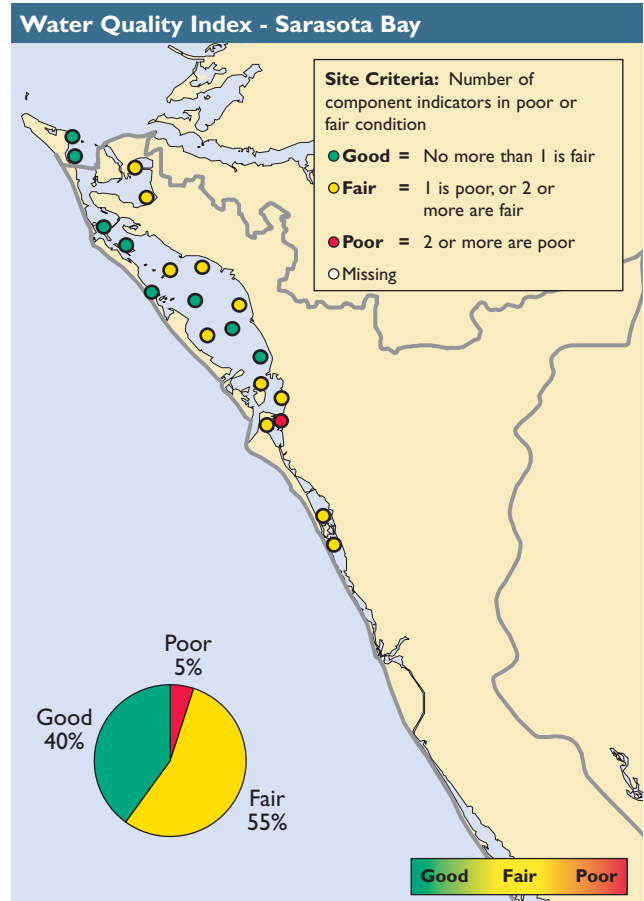 Water Quality Index - Sarasota Bay
Site Criteria: Number of
component indicators in poor or
fair condition
Good = No more than 1 is fair
Fair = 1 is poor, or 2 or
more are fair
Poor = 2 or more are poor
Missing
Poor
5%
Good
40%
Fair
55%
Good Fair Poor